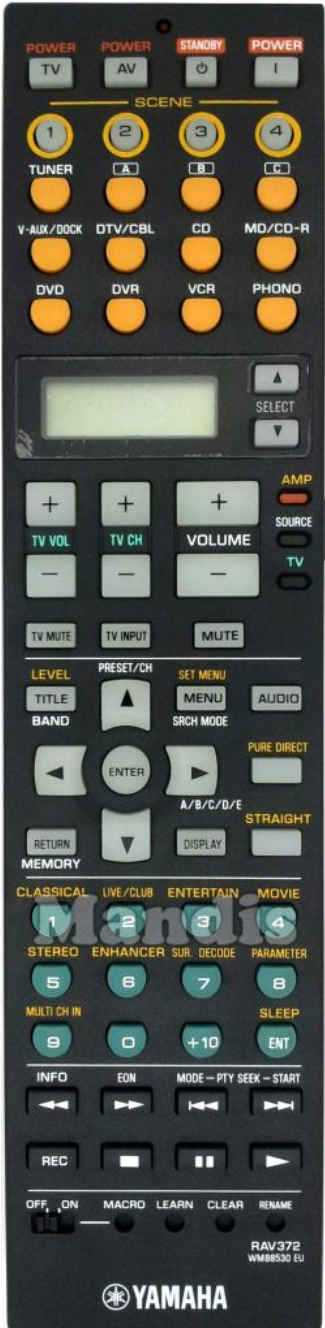 POWER POWER STANDBY POWER
TV AV I
SCENE
1 2 3 4
TUNER A B C
V-AUX/DOCK DTV/CBL CD MD/CD-R
DVD DVR VCR PHONO
SELECT
AMP
+ + +
SOURCE
TV VOL TV CH VOLUME
TV
− − −
TV MUTE TV INPUT MUTE
PRESET/CH
LEVEL SET MENU
TITLE MENU AUDIO
BAND SRCH MODE
PURE DIRECT
ENTER
A/B/C/D/E
STRAIGHT
RETURN DISPLAY
MEMORY
CLASSICAL LIVE/CLUB ENTERTAIN MOVIE
1 2 3 4
Mandis
STEREO ENHANCER SUR. DECODE PARAMETER
5 6 7 8
MULTI CH IN SLEEP
9 0 +10 ENT
INFO EON MODE – PTY SEEK – START
REC
OFF ON MACRO LEARN CLEAR RENAME
RAV372
WM88530 EU
YAMAHA